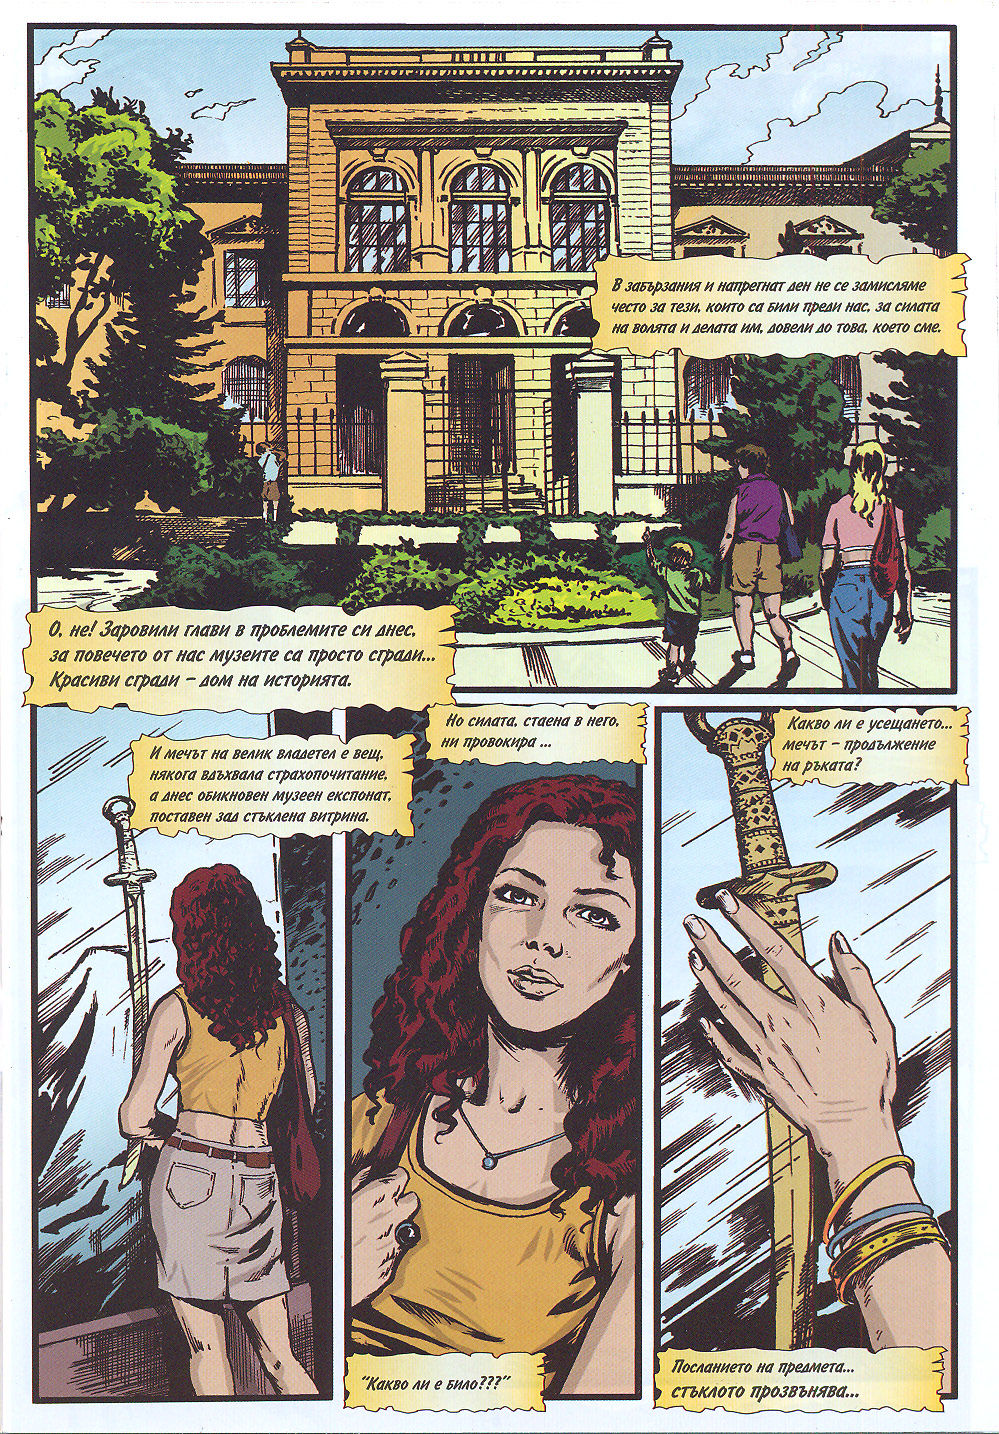 В забързания и напрегнат ден не се замисляме
често за тези, които са били преди нас, за силата
на волята и делата им, довели до това, което сме.
О, не! Заровили глави в проблемите си днес,
за повечето от нас музеите са просто сгради...
Красиви сгради – дом на историята.
И мечът на велик владетел е вещ,
някога вдъхвала страхопочитание,
а днес обикновен музеен експонат,
поставен зад стъклена витрина.
Но силата, стаена в него,
ни провокира ...
"Какво ли е било???"
Какво ли е усещането...
мечът – продължение
на ръката?
Посланието на предмета...
стъклото прозвънява...